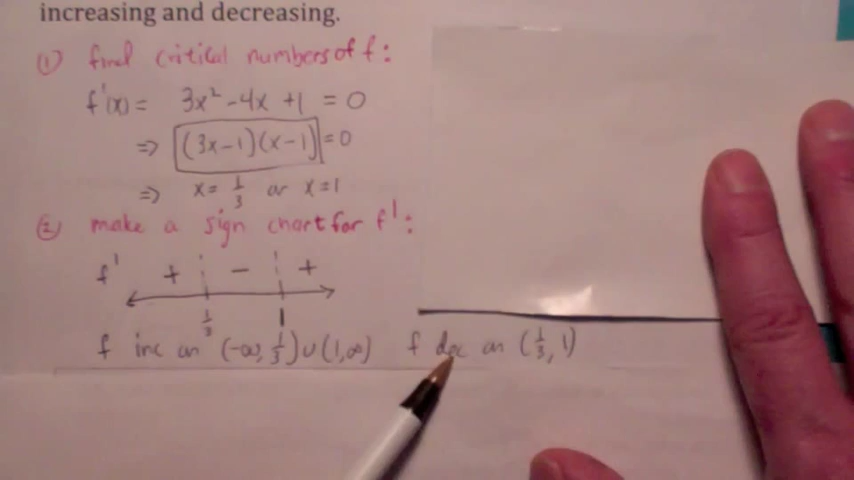 increasing and decreasing.
① find critical numbers of f:
f'(x) = 3x² -4x +1 = 0
=> (3x-1)(x-1) = 0
=> x = 1/3 or x = 1
② make a sign chart for f':
f' + - +
1/3 1
f inc on (-∞, 1/3) ∪ (1, ∞) f dec on (1/3, 1)